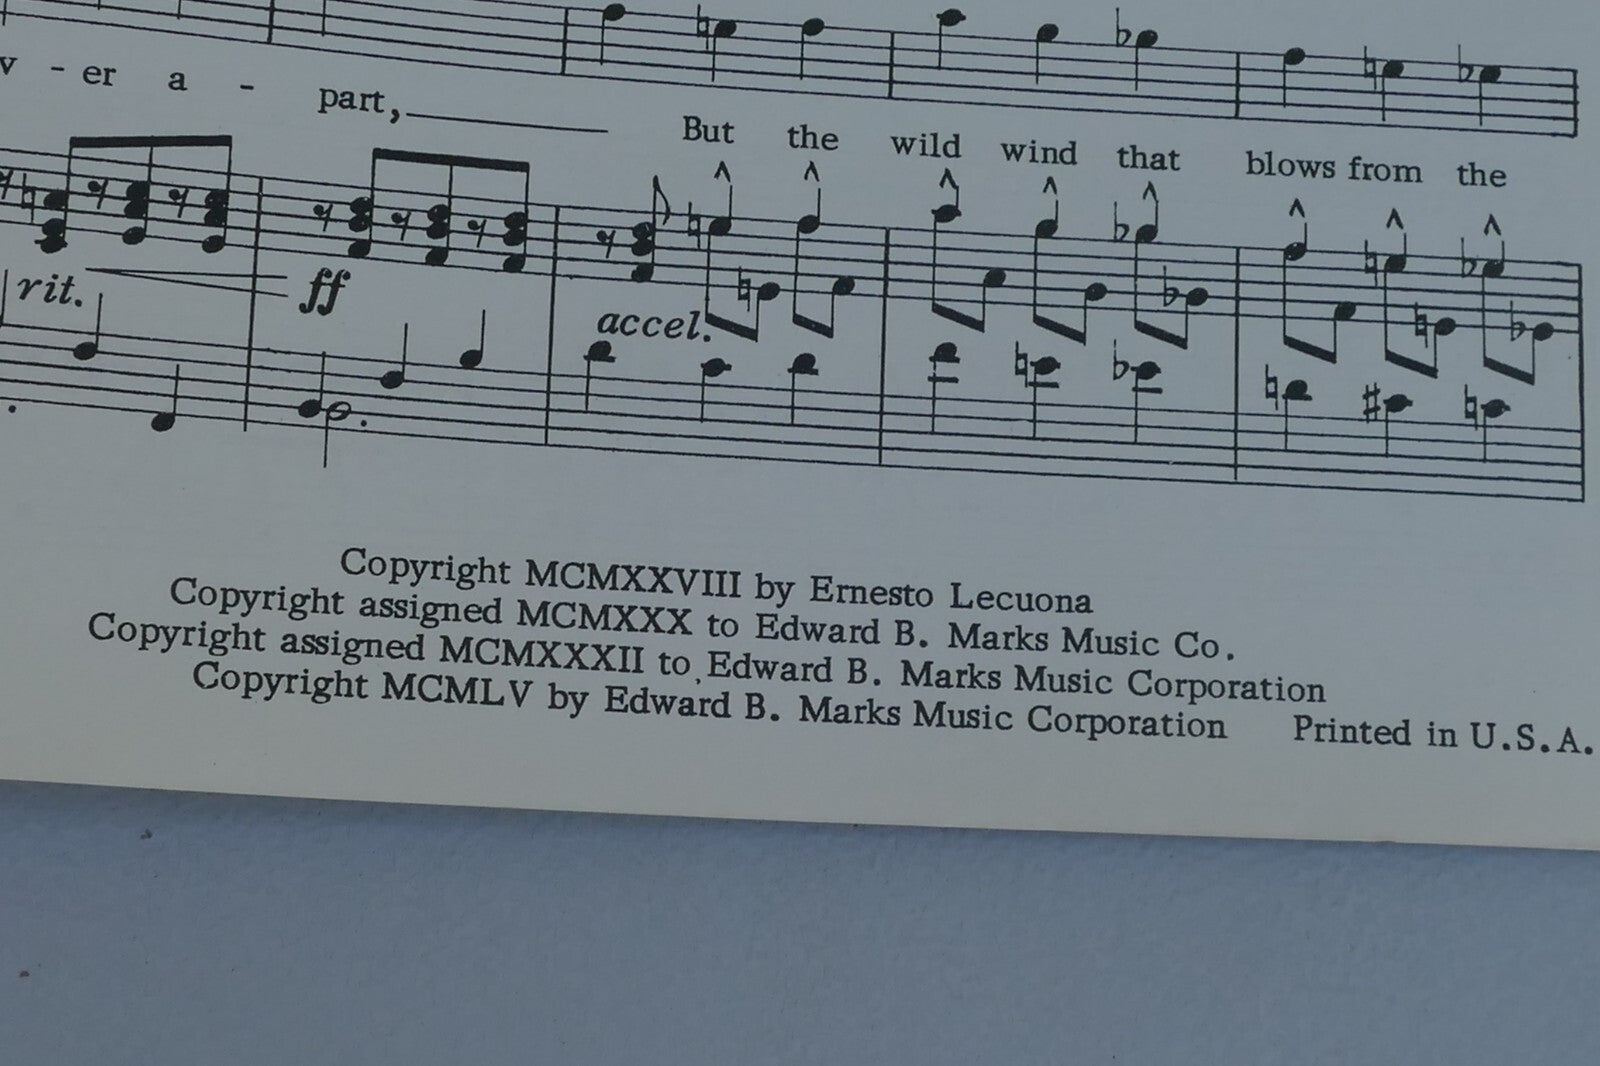 v - er a - part,
But the wild wind that blows from the
rit. ff
accel.
Copyright MCMXXVIII by Ernesto Lecuona
Copyright assigned MCMXXX to Edward B. Marks Music Co.
Copyright assigned MCMXXXII to Edward B. Marks Music Corporation
Copyright MCMLV by Edward B. Marks Music Corporation Printed in U.S.A.